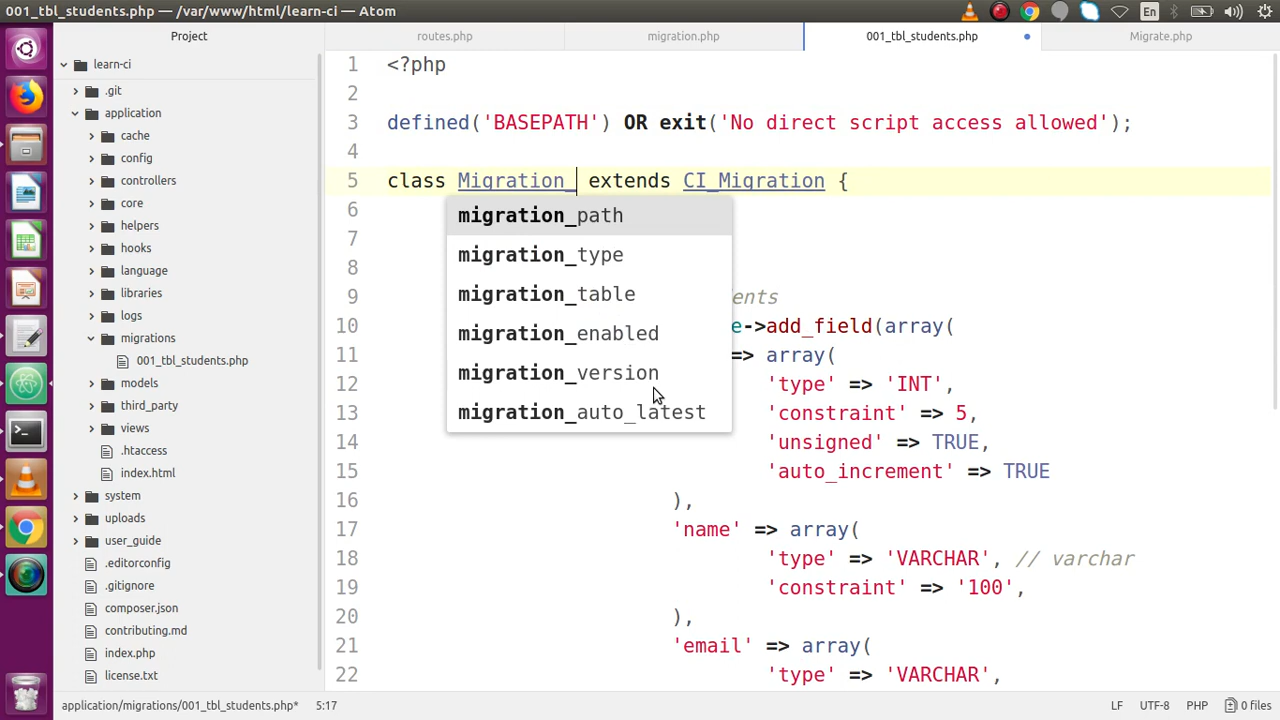 001_tbl_students.php — /var/www/html/learn-ci — Atom
En
Project
routes.php
migration.php
001_tbl_students.php
Migrate.php
learn-ci
.git
application
cache
config
controllers
core
helpers
hooks
language
libraries
logs
migrations
001_tbl_students.php
models
third_party
views
.htaccess
index.html
system
uploads
user_guide
.editorconfig
.gitignore
composer.json
contributing.md
index.php
license.txt
1 <?php
2
3 defined('BASEPATH') OR exit('No direct script access allowed');
4
5 class Migration_ extends CI_Migration {
6
7
8
9 ents
10 e->add_field(array(
11 => array(
12 'type' => 'INT',
13 'constraint' => 5,
14 'unsigned' => TRUE,
15 'auto_increment' => TRUE
16 ),
17 'name' => array(
18 'type' => 'VARCHAR', // varchar
19 'constraint' => '100',
20 ),
21 'email' => array(
22 'type' => 'VARCHAR',
migration_path
migration_type
migration_table
migration_enabled
migration_version
migration_auto_latest
application/migrations/001_tbl_students.php* 5:17
LF UTF-8 PHP 0 files